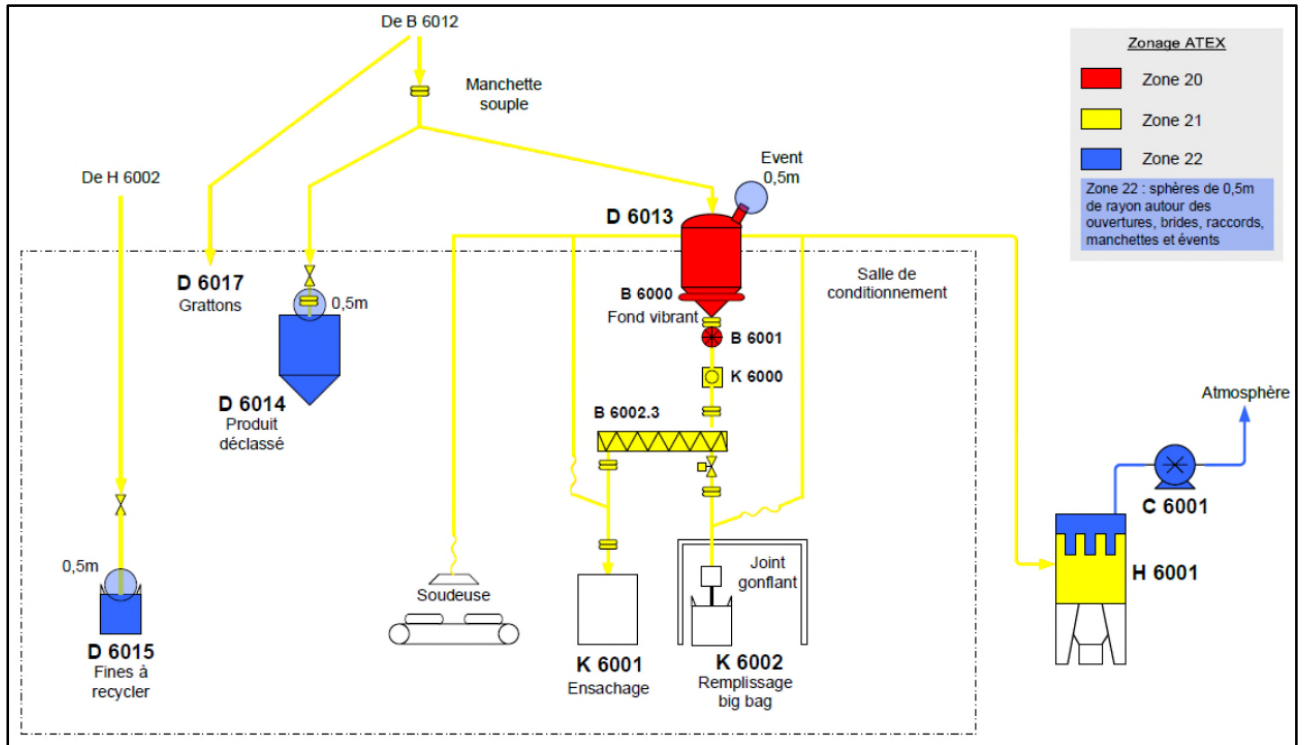 De B 6012
Manchette
souple
De H 6002
Event
0,5m
D 6013
Zonage ATEX
Zone 20
Zone 21
Zone 22
Zone 22 : sphères de 0,5m
de rayon autour des
ouvertures, brides, raccords,
manchettes et évents
D 6017
Grattons
0,5m
D 6014
Produit
déclassé
B 6000
Fond vibrant
B 6001
K 6000
B 6002.3
Salle de
conditionnement
Atmosphère
C 6001
H 6001
0,5m
D 6015
Fines à
recycler
Soudeuse
K 6001
Ensachage
Joint
gonflant
K 6002
Remplissage
big bag